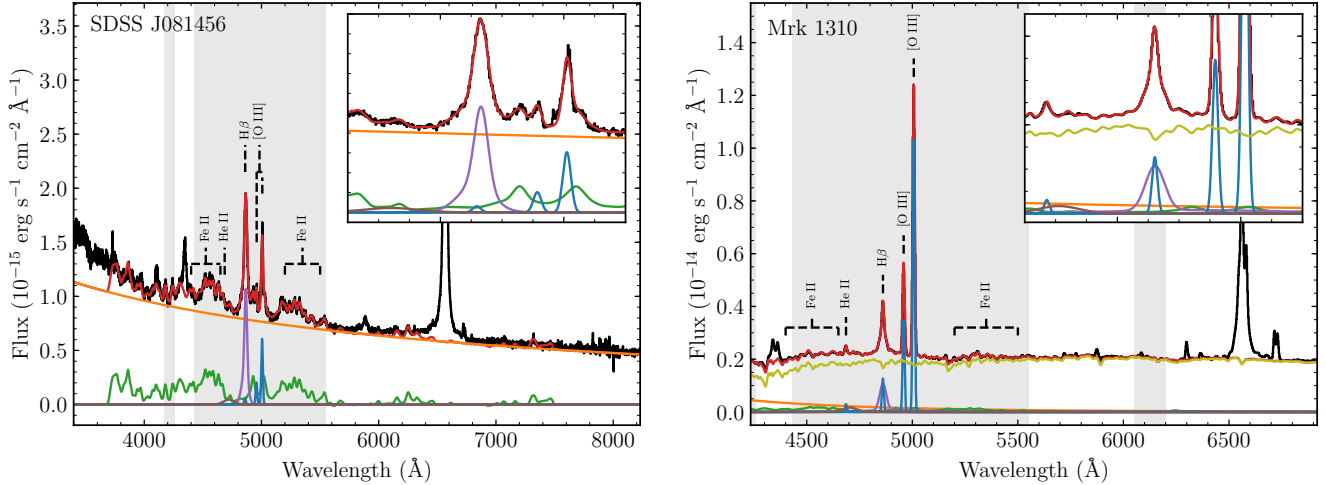 SDSS J081456
Flux (10⁻¹⁵ erg s⁻¹ cm⁻² Å⁻¹)
3.5
3.0
2.5
2.0
1.5
1.0
0.5
0.0
Fe II
He II
Hβ
[O III]
Fe II
4000 5000 6000 7000 8000
Wavelength (Å)
Mrk 1310
Flux (10⁻¹⁴ erg s⁻¹ cm⁻² Å⁻¹)
1.4
1.2
1.0
0.8
0.6
0.4
0.2
0.0
Fe II
He II
Hβ
[O III]
[O III]
Fe II
4500 5000 5500 6000 6500
Wavelength (Å)